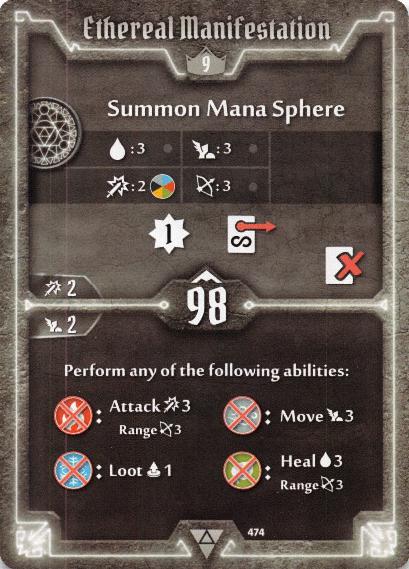 Ethereal Manifestation
9
Summon Mana Sphere
:3 :3
:2 :3
1
2
98
2
Perform any of the following abilities:
: Attack 3
Range 3
: Move 3
: Loot 1
: Heal 3
Range 3
474